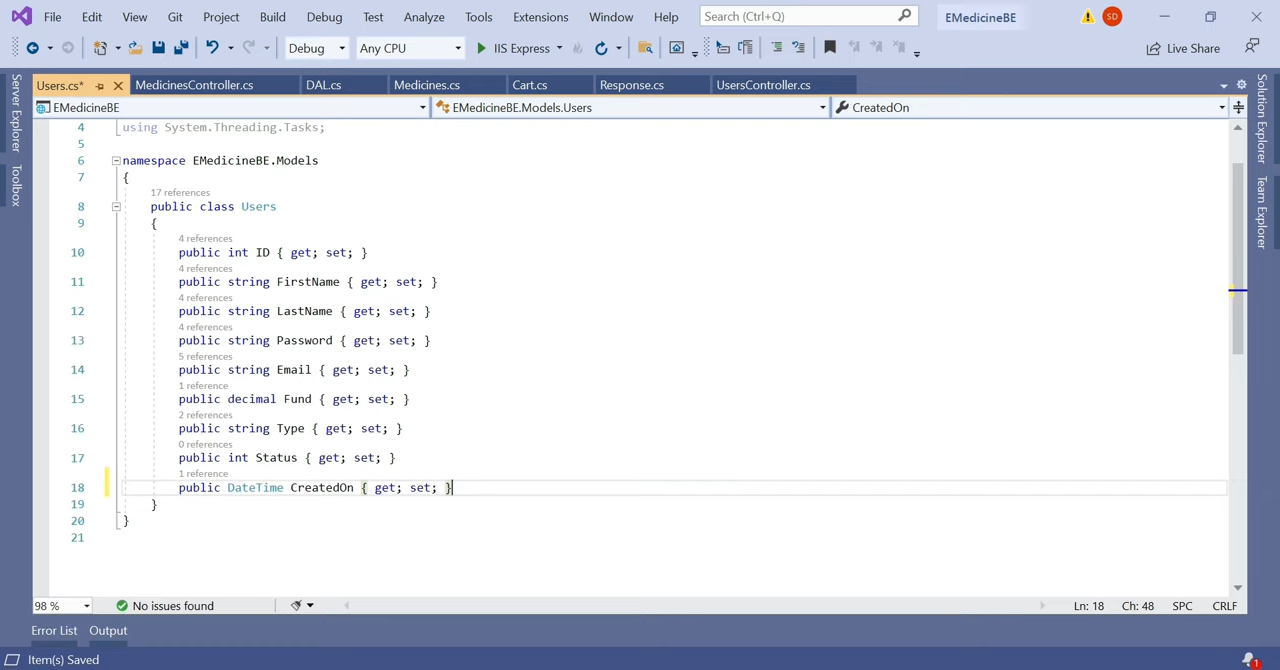 File Edit View Git Project Build Debug Test Analyze Tools Extensions Window Help Search (Ctrl+Q) EMedicineBE SD
Debug Any CPU IIS Express Live Share
Users.cs* MedicinesController.cs DAL.cs Medicines.cs Cart.cs Response.cs UsersController.cs
EMedicineBE EMedicineBE.Models.Users CreatedOn
Server Explorer
Toolbox
Solution Explorer
Team Explorer
4 using System.Threading.Tasks;
5
6 namespace EMedicineBE.Models
7 {
17 references
8 public class Users
9 {
4 references
10 public int ID { get; set; }
4 references
11 public string FirstName { get; set; }
4 references
12 public string LastName { get; set; }
4 references
13 public string Password { get; set; }
5 references
14 public string Email { get; set; }
1 reference
15 public decimal Fund { get; set; }
2 references
16 public string Type { get; set; }
0 references
17 public int Status { get; set; }
1 reference
18 public DateTime CreatedOn { get; set; }
19 }
20 }
21
98 % No issues found Ln: 18 Ch: 48 SPC CRLF
Error List Output
Item(s) Saved 1